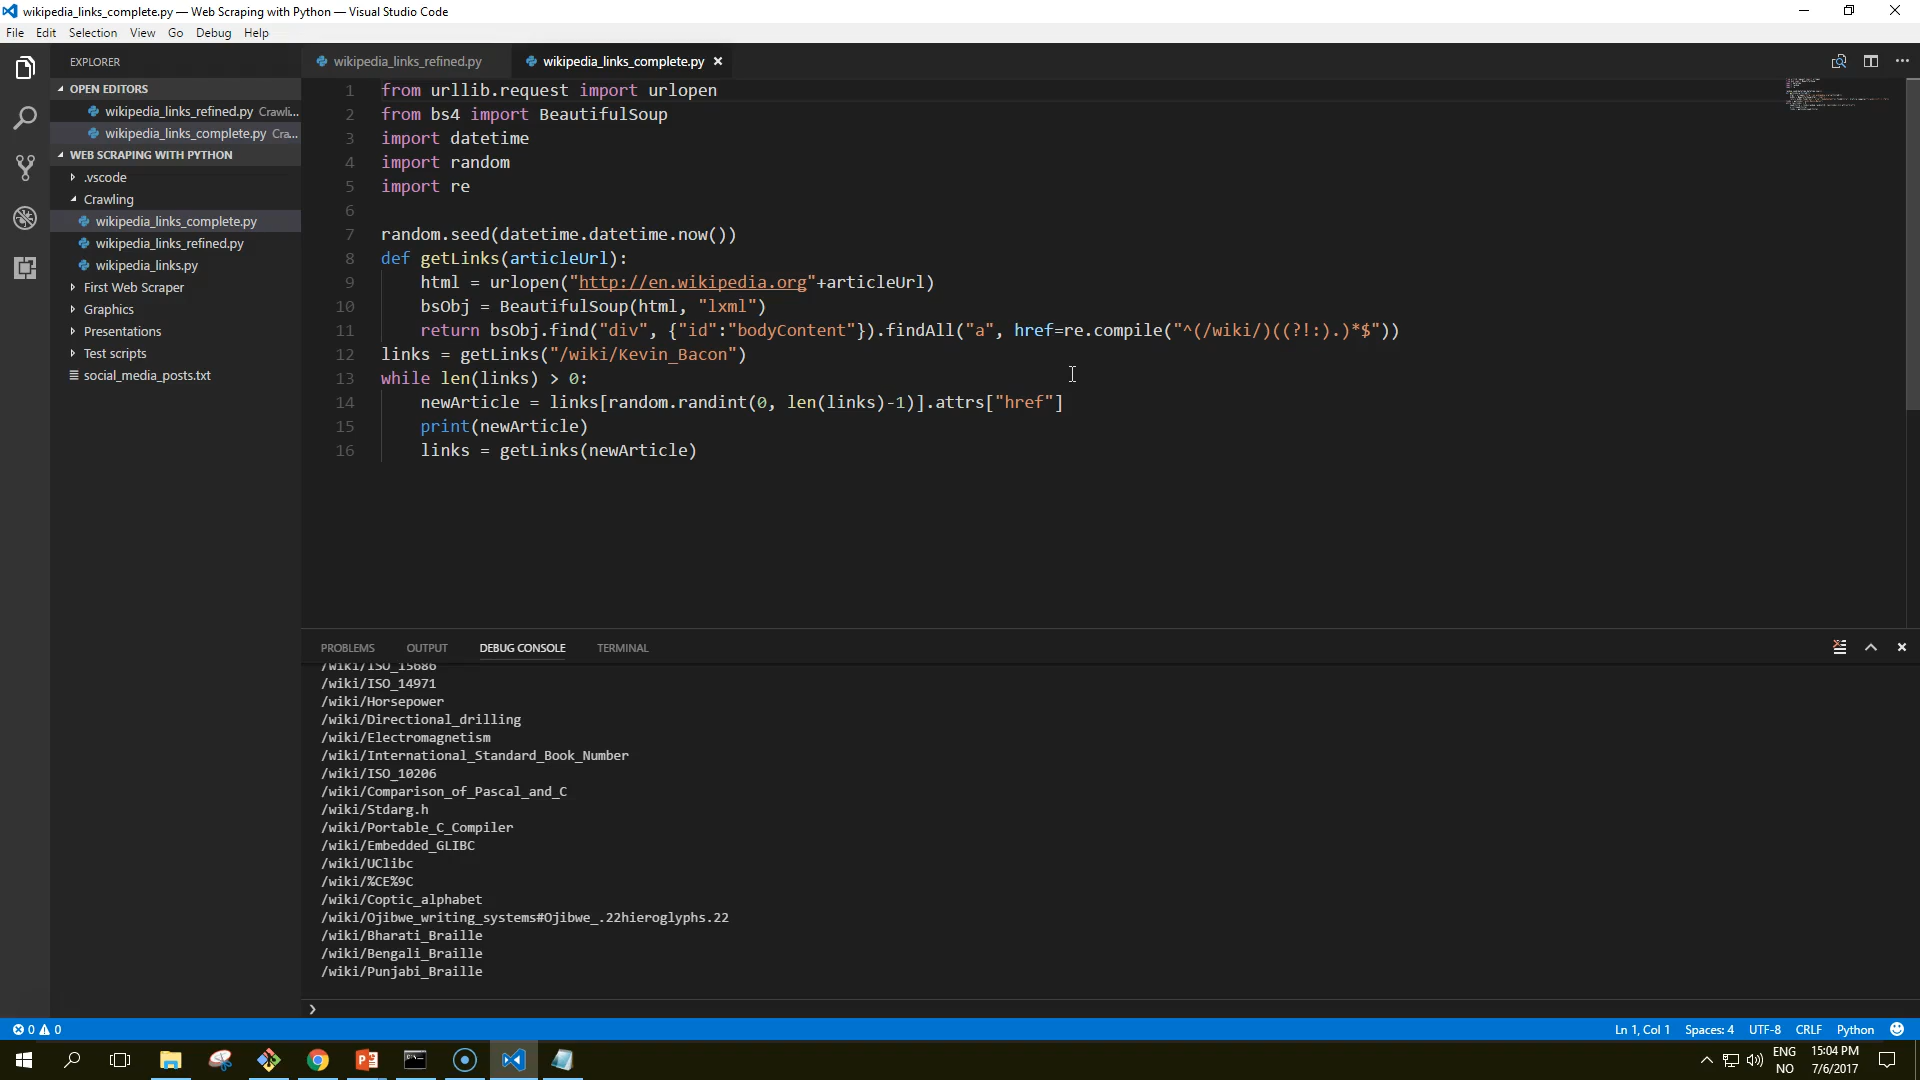 wikipedia_links_complete.py — Web Scraping with Python — Visual Studio Code
File Edit Selection View Go Debug Help
EXPLORER
OPEN EDITORS
wikipedia_links_refined.py Crawli...
wikipedia_links_complete.py Cra...
WEB SCRAPING WITH PYTHON
.vscode
Crawling
wikipedia_links_complete.py
wikipedia_links_refined.py
wikipedia_links.py
First Web Scraper
Graphics
Presentations
Test scripts
social_media_posts.txt
wikipedia_links_refined.py wikipedia_links_complete.py
1 from urllib.request import urlopen
2 from bs4 import BeautifulSoup
3 import datetime
4 import random
5 import re
6
7 random.seed(datetime.datetime.now())
8 def getLinks(articleUrl):
9 html = urlopen("http://en.wikipedia.org"+articleUrl)
10 bsObj = BeautifulSoup(html, "lxml")
11 return bsObj.find("div", {"id":"bodyContent"}).findAll("a", href=re.compile("^(/wiki/)((?!:).)*$"))
12 links = getLinks("/wiki/Kevin_Bacon")
13 while len(links) > 0:
14 newArticle = links[random.randint(0, len(links)-1)].attrs["href"]
15 print(newArticle)
16 links = getLinks(newArticle)
PROBLEMS OUTPUT DEBUG CONSOLE TERMINAL
/wiki/ISO_15686
/wiki/ISO_14971
/wiki/Horsepower
/wiki/Directional_drilling
/wiki/Electromagnetism
/wiki/International_Standard_Book_Number
/wiki/ISO_10206
/wiki/Comparison_of_Pascal_and_C
/wiki/Stdarg.h
/wiki/Portable_C_Compiler
/wiki/Embedded_GLIBC
/wiki/UClibc
/wiki/%CE%9C
/wiki/Coptic_alphabet
/wiki/Ojibwe_writing_systems#Ojibwe_.22hieroglyphs.22
/wiki/Bharati_Braille
/wiki/Bengali_Braille
/wiki/Punjabi_Braille
0 0 Ln 1, Col 1 Spaces: 4 UTF-8 CRLF Python
ENG 15:04 PM
NO 7/6/2017